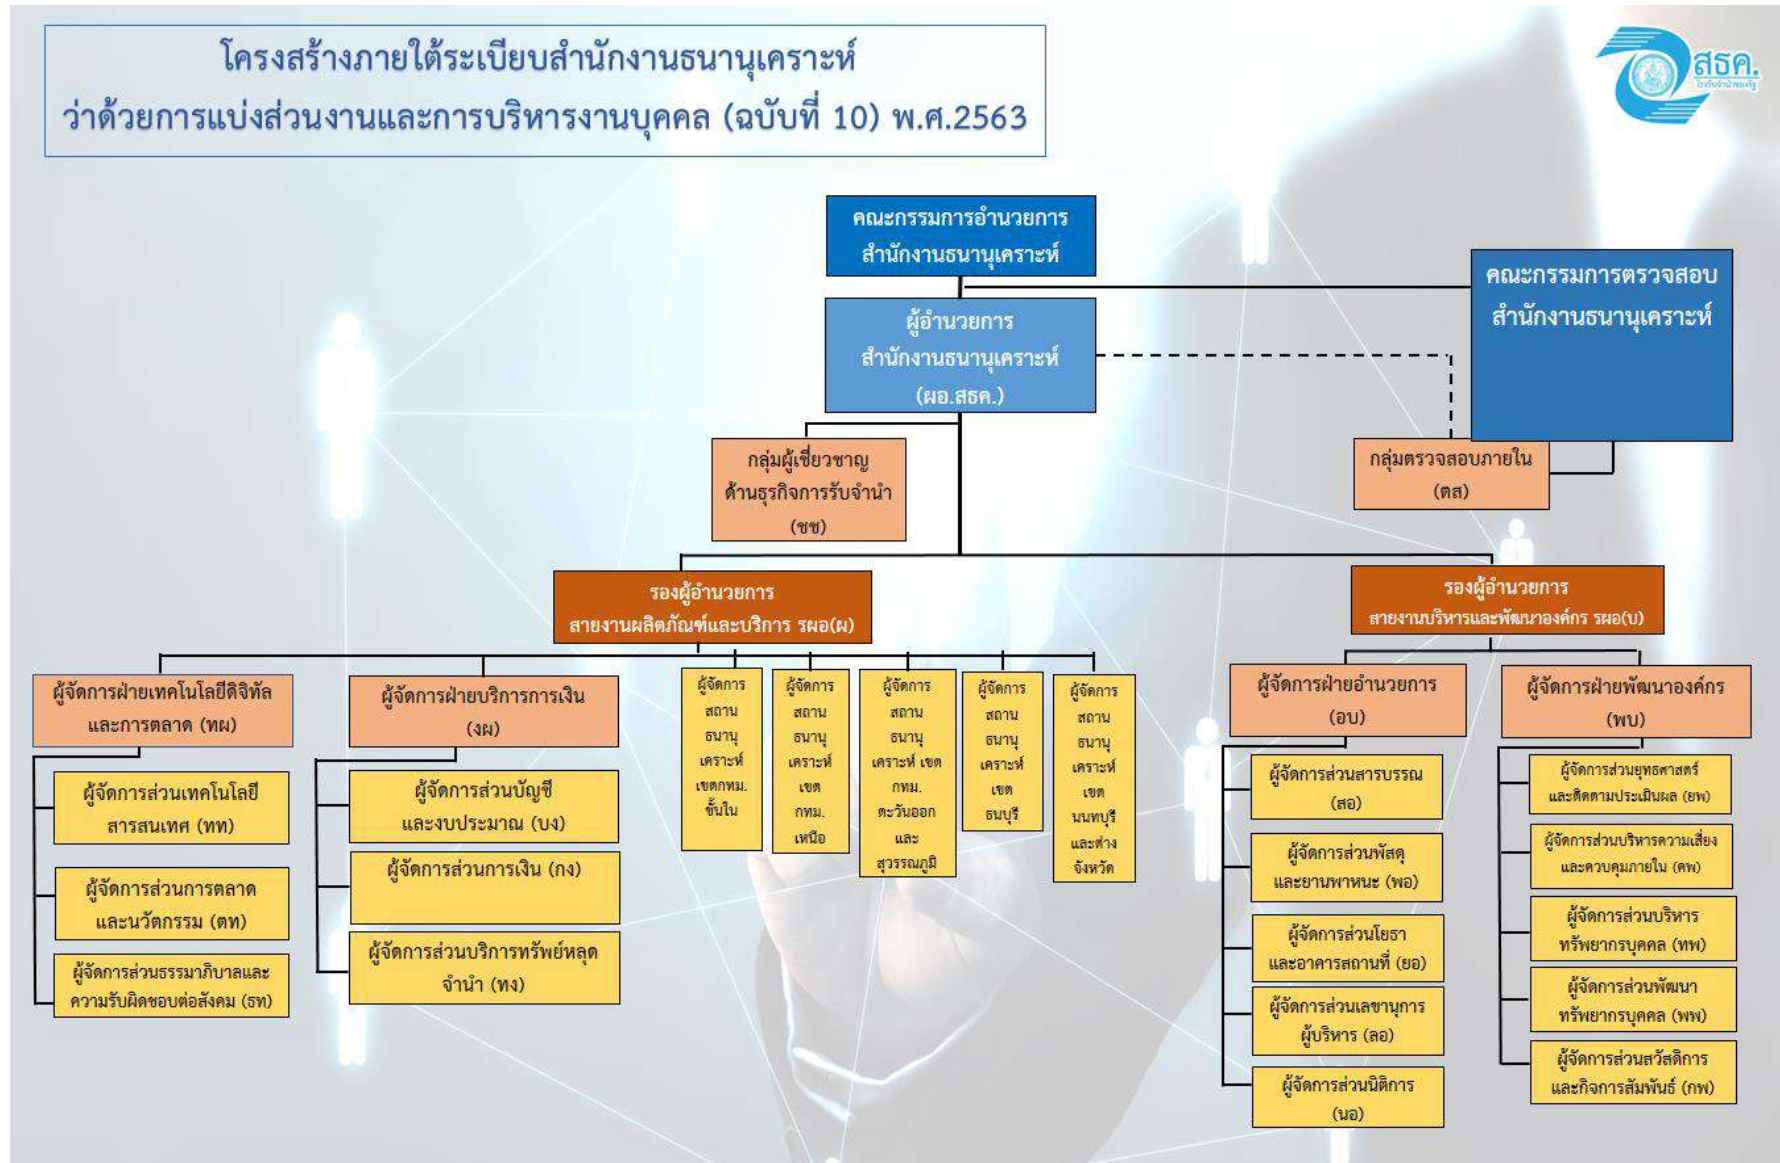 โครงสร้างภายใต้ระเบียบสำนักงานธนานุเคราะห์
ว่าด้วยการแบ่งส่วนงานและการบริหารงานบุคคล (ฉบับที่ 10) พ.ศ.2563
สธค.
คณะกรรมการอำนวยการ
สำนักงานธนานุเคราะห์
คณะกรรมการตรวจสอบ
สำนักงานธนานุเคราะห์
ผู้อำนวยการ
สำนักงานธนานุเคราะห์
(ผอ.สธค.)
กลุ่มผู้เชี่ยวชาญ
ด้านธุรกิจการรับจำนำ
(ชช)
กลุ่มตรวจสอบภายใน
(ตส)
รองผู้อำนวยการ
สายงานผลิตภัณฑ์และบริการ รผอ(ผ)
รองผู้อำนวยการ
สายงานบริหารและพัฒนาองค์กร รผอ(บ)
ผู้จัดการฝ่ายเทคโนโลยีดิจิทัล
และการตลาด (ทผ)
ผู้จัดการส่วนเทคโนโลยี
สารสนเทศ (ทท)
ผู้จัดการส่วนการตลาด
และนวัตกรรม (ตท)
ผู้จัดการส่วนธรรมาภิบาลและ
ความรับผิดชอบต่อสังคม (ธท)
ผู้จัดการฝ่ายบริการการเงิน
(งผ)
ผู้จัดการส่วนบัญชี
และงบประมาณ (บง)
ผู้จัดการส่วนการเงิน (กง)
ผู้จัดการส่วนบริการทรัพย์หลุด
จำนำ (ทง)
ผู้จัดการ
สถาน
ธนานุ
เคราะห์
เขตกทม.
ชั้นใน
ผู้จัดการ
สถาน
ธนานุ
เคราะห์
เขต
กทม.
เหนือ
ผู้จัดการ
สถาน
ธนานุ
เคราะห์ เขต
กทม.
ตะวันออก
และ
สุวรรณภูมิ
ผู้จัดการ
สถาน
ธนานุ
เคราะห์
เขต
ธนบุรี
ผู้จัดการ
สถาน
ธนานุ
เคราะห์
เขต
นนทบุรี
และต่าง
จังหวัด
ผู้จัดการฝ่ายอำนวยการ
(อบ)
ผู้จัดการส่วนสารบรรณ
(สอ)
ผู้จัดการส่วนพัสดุ
และยานพาหนะ (พอ)
ผู้จัดการส่วนโยธา
และอาคารสถานที่ (ยอ)
ผู้จัดการส่วนเลขานุการ
ผู้บริหาร (ลอ)
ผู้จัดการส่วนนิติการ
(นอ)
ผู้จัดการฝ่ายพัฒนาองค์กร
(พบ)
ผู้จัดการส่วนยุทธศาสตร์
และติดตามประเมินผล (ยพ)
ผู้จัดการส่วนบริหารความเสี่ยง
และควบคุมภายใน (คพ)
ผู้จัดการส่วนบริหาร
ทรัพยากรบุคคล (ทพ)
ผู้จัดการส่วนพัฒนา
ทรัพยากรบุคคล (พพ)
ผู้จัดการส่วนสวัสดิการ
และกิจการสัมพันธ์ (กพ)